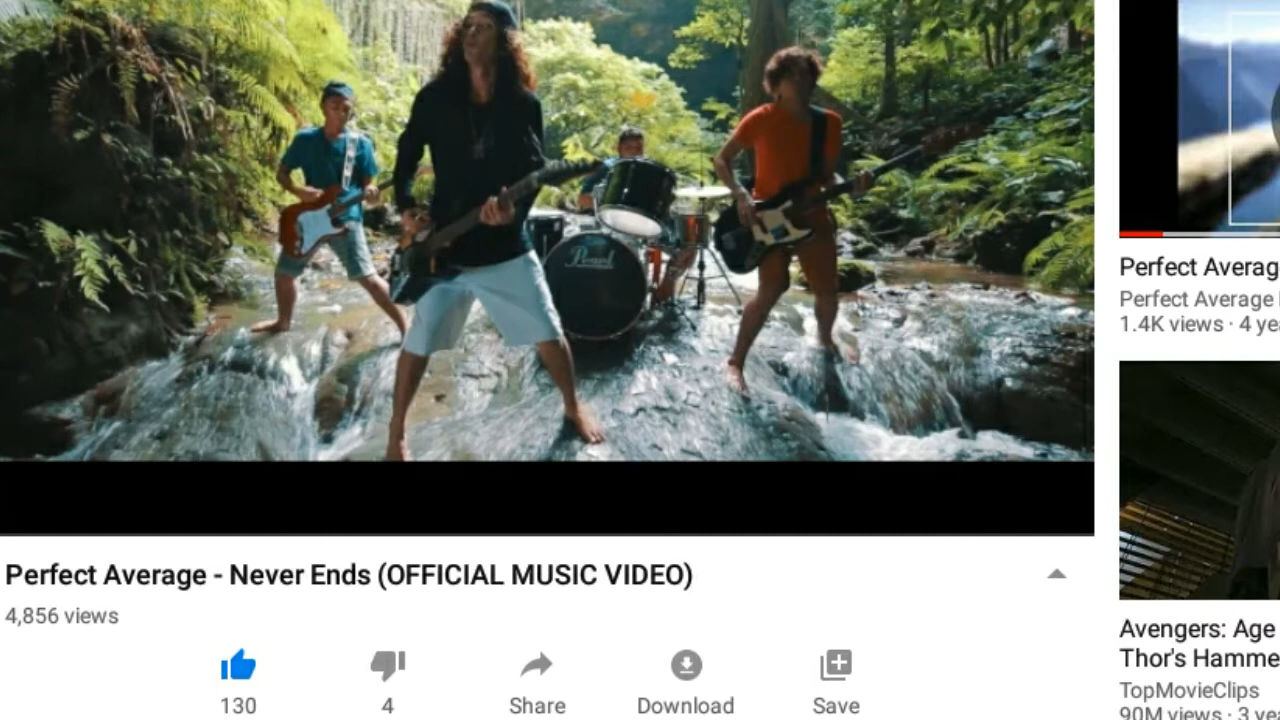 Pearl
Perfect Average - Never Ends (OFFICIAL MUSIC VIDEO)
4,856 views
130
4
Share
Download
Save
Perfect Averag
Perfect Average
1.4K views · 4 ye
Avengers: Age
Thor's Hamme
TopMovieClips
90M views · 3 ye